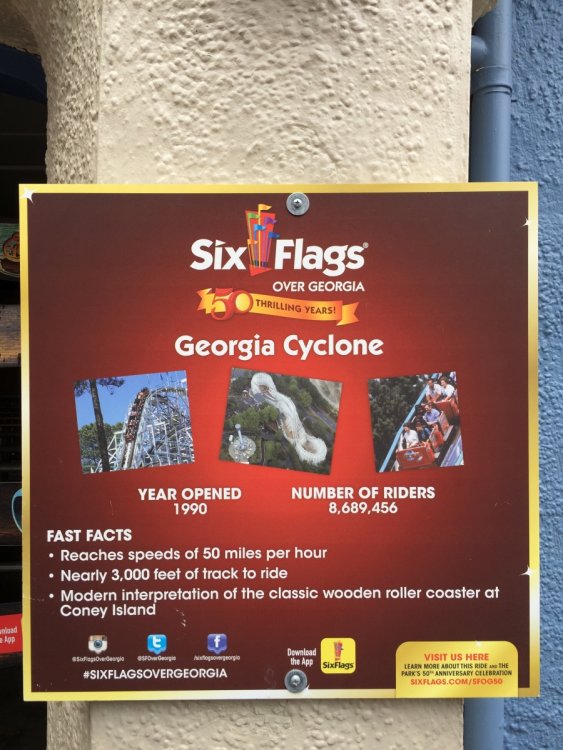 Six Flags®
OVER GEORGIA
50 THRILLING YEARS!
Georgia Cyclone
YEAR OPENED
1990
NUMBER OF RIDERS
8,689,456
FAST FACTS
• Reaches speeds of 50 miles per hour
• Nearly 3,000 feet of track to ride
• Modern interpretation of the classic wooden roller coaster at
Coney Island
@SixFlagsOverGeorgia
@SFOverGeorgia
/sixflagsovergeorgia
#SIXFLAGSOVERGEORGIA
Download
the App
SixFlags
VISIT US HERE
LEARN MORE ABOUT THIS RIDE AND THE
PARK'S 50TH ANNIVERSARY CELEBRATION
SIXFLAGS.COM/SFOG50
wnload
e App